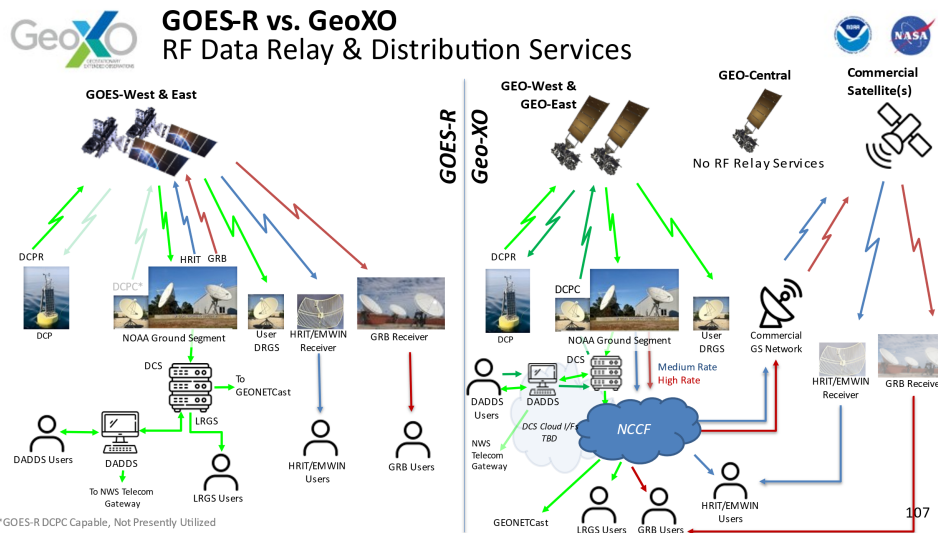 GeoXO
GEOSTATIONARY
EXTENDED OBSERVATIONS
GOES-R vs. GeoXO
RF Data Relay & Distribution Services
NOAA
NASA
GOES-West & East
DCPR
DCPC*
HRIT
GRB
DCP
NOAA Ground Segment
User
DRGS
HRIT/EMWIN
Receiver
GRB Receiver
DCS
To
GEONETCast
LRGS
DADDS Users
DADDS
To NWS Telecom
Gateway
LRGS Users
HRIT/EMWIN
Users
GRB Users
*GOES-R DCPC Capable, Not Presently Utilized
GOES-R
Geo-XO
GEO-West &
GEO-East
GEO-Central
No RF Relay Services
Commercial
Satellite(s)
DCPR
DCPC
DCP
NOAA Ground Segment
User
DRGS
Commercial
GS Network
HRIT/EMWIN
Receiver
GRB Receive
DCS
Medium Rate
High Rate
DADDS
Users
DADDS
DCS Cloud I/Fs
TBD
NCCF
NWS
Telecom
Gateway
GEONETCast
LRGS Users
GRB Users
HRIT/EMWIN
Users
107